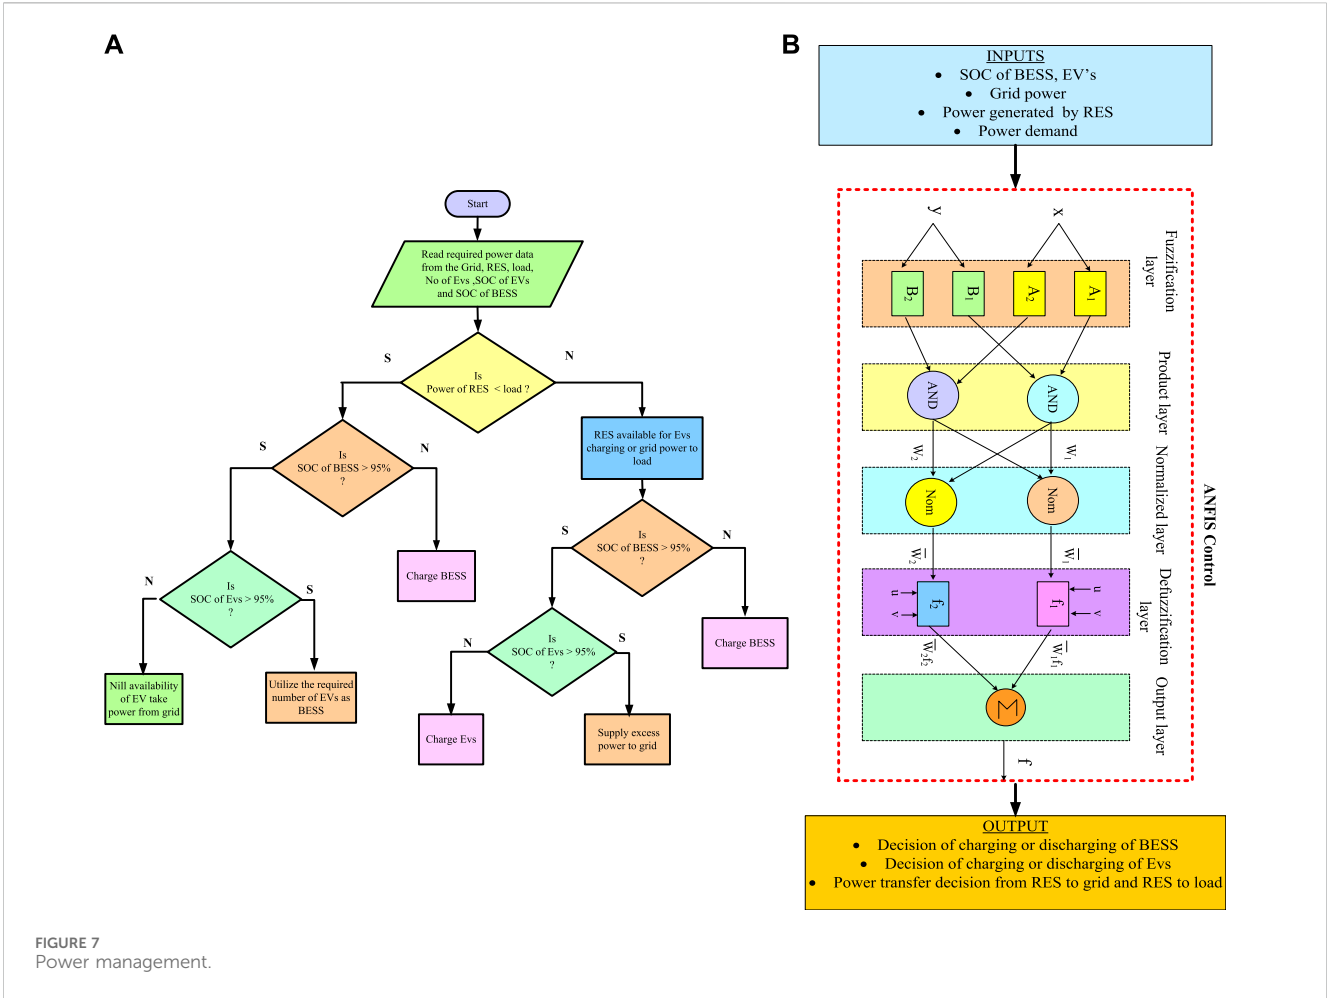 A
Start
Read required power data
from the Grid, RES, load,
No of Evs ,SOC of EVs
and SOC of BESS
Is
Power of RES < load ?
S
N
Is
SOC of BESS > 95%
?
S
N
RES available for Evs
charging or grid power to
load
Is
SOC of BESS > 95%
?
S
N
Charge BESS
Is
SOC of Evs > 95%
?
N
S
Charge BESS
Is
SOC of Evs > 95%
?
N
S
Nill availability
of EV take
power from grid
Utilize the required
number of EVs as
BESS
Charge Evs
Supply excess
power to grid
B
INPUTS
• SOC of BESS, EV's
• Grid power
• Power generated by RES
• Power demand
y
x
Fuzzification
layer
B₂
B₁
A₂
A₁
Product layer
AND
AND
W₂
W₁
Normalized layer
Nom
Nom
ANFIS Control
W̅₂
W̅₁
Defuzzification
layer
u
v
f₂
f₁
u
v
W̅₂f₂
W̅₁f₁
Output layer
Σ
f
OUTPUT
• Decision of charging or discharging of BESS
• Decision of charging or discharging of Evs
• Power transfer decision from RES to grid and RES to load
FIGURE 7
Power management.